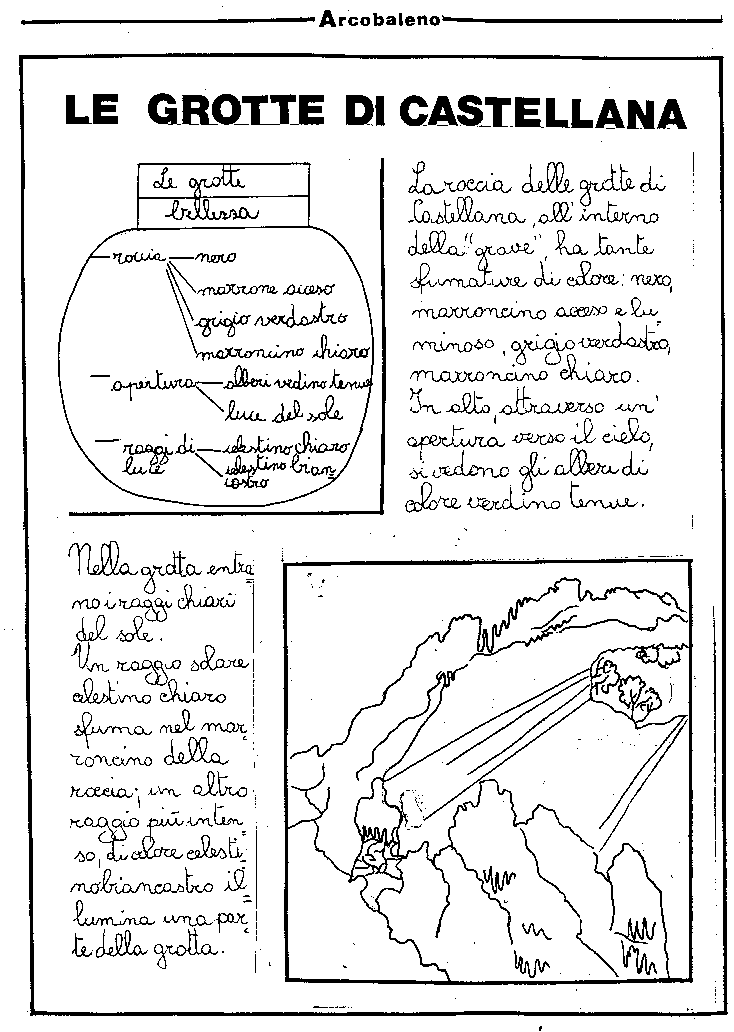 Arcobaleno
LE GROTTE DI CASTELLANA
Le grotte
bellezza
roccia
nero
marrone acceso
grigio verdastro
marroncino chiaro
apertura
alberi verdino tenue
luce del sole
raggi di
luce
celestino chiaro
celestino bian=
castro
La roccia delle grotte di
Castellana, all'interno
della "grave", ha tante
sfumature di colore: nero,
marroncino acceso e lu
minoso, grigio verdastro,
marroncino chiaro.
In alto, attraverso un'
apertura verso il cielo,
si vedono gli alberi di
colore verdino tenue.
Nella grotta entra=
no i raggi chiari
del sole.
Un raggio solare
celestino chiaro
sfuma nel mar=
roncino della
roccia; un altro
raggio più inten=
so, di colore celesti=
nobiancastro il=
lumina una par=
te della grotta.